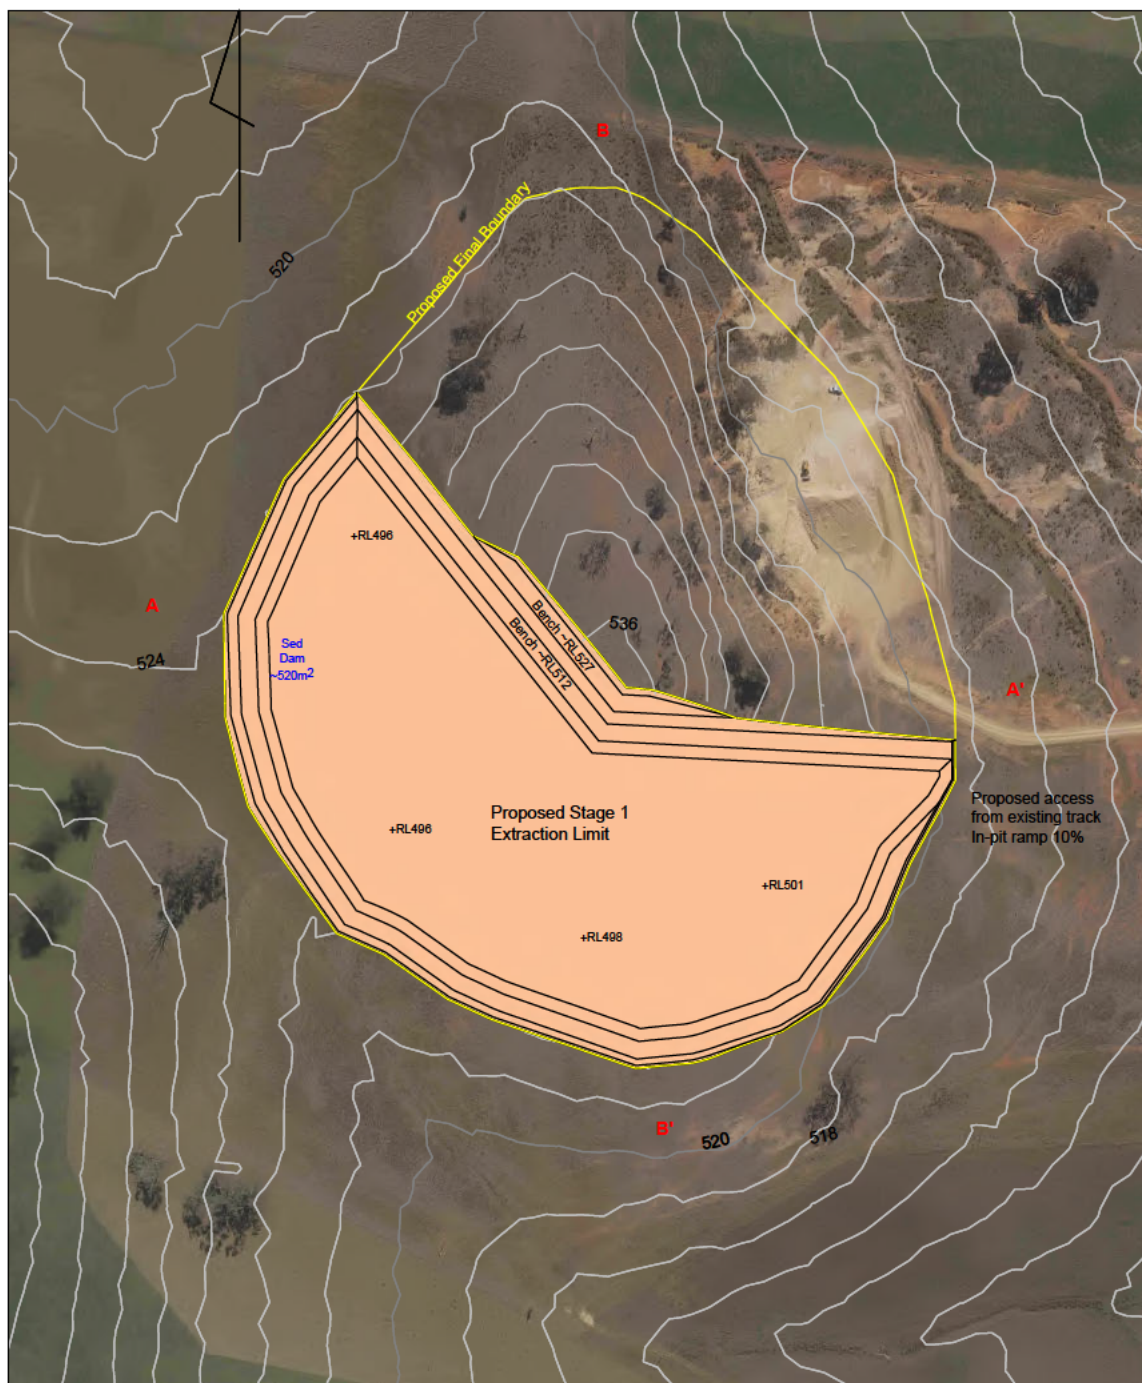 B
Proposed Final Boundary
520
+RL496
A
524
Sed
Dam
~520m²
Bench ~RL527
Bench ~RL512
536
A'
Proposed access
from existing track
In-pit ramp 10%
Proposed Stage 1
Extraction Limit
+RL496
+RL501
+RL498
B'
520
518